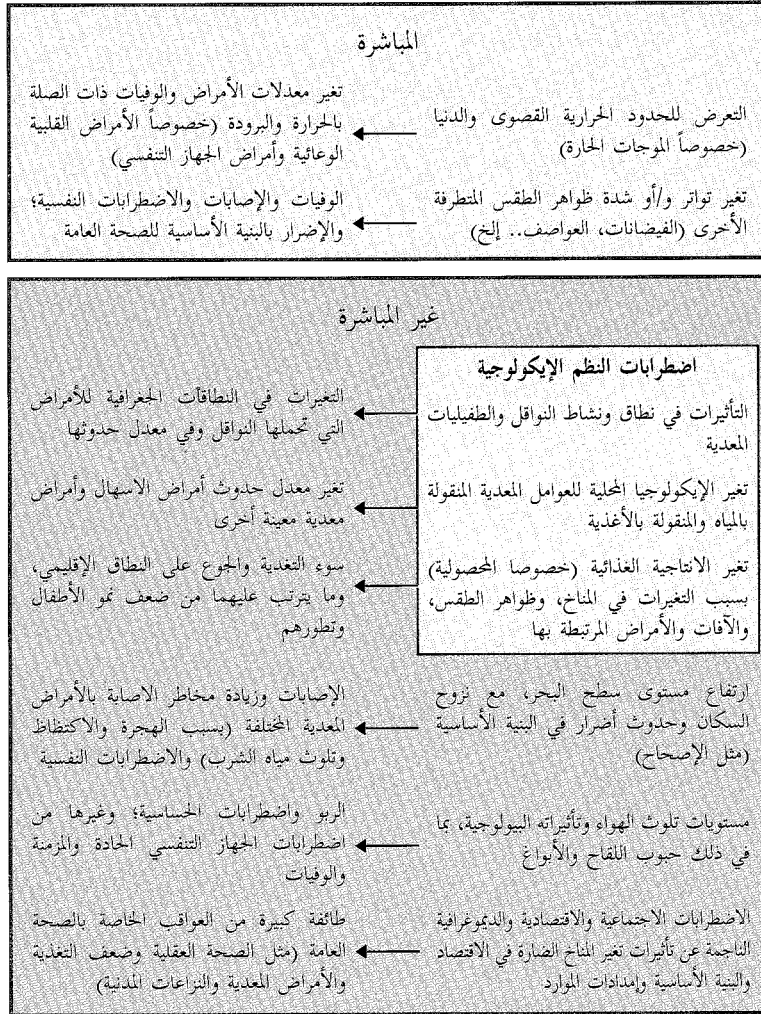 المباشرة
التعرض للحدود الحرارية القصوى والدنيا
(خصوصاً الموجات الحارة)
تغير معدلات الأمراض والوفيات ذات الصلة
بالحرارة والبرودة (خصوصاً الأمراض القلبية
الوعائية وأمراض الجهاز التنفسي)
تغير تواتر و/أو شدة ظواهر الطقس المتطرفة
الأخرى (الفيضانات، العواصف.. إلخ)
الوفيات والإصابات والاضطرابات النفسية؛
والإضرار بالبنية الأساسية للصحة العامة
غير المباشرة
اضطرابات النظم الإيكولوجية
التأثيرات في نطاق ونشاط النواقل والطفيليات
المعدية
التغيرات في النطاقات الجغرافية للأمراض
التي تحملها النواقل وفي معدل حدوثها
تغير الإيكولوجيا المحلية للعوامل المعدية المنقولة
بالمياه والمنقولة بالأغذية
تغير معدل حدوث أمراض الاسهال وأمراض
معدية معينة أخرى
تغير الانتاجية الغذائية (خصوصا المحصولية)
بسبب التغيرات في المناخ، وظواهر الطقس،
والآفات والأمراض المرتبطة بها
سوء التغذية والجوع على النطاق الإقليمي،
وما يترتب عليهما من ضعف نمو الأطفال
وتطورهم
ارتفاع مستوى سطح البحر، مع نزوح
السكان وحدوث أضرار في البنية الأساسية
(مثل الإصحاح)
الإصابات وزيادة مخاطر الاصابة بالأمراض
المعدية المختلفة (بسبب الهجرة والاكتظاظ
وتلوث مياه الشرب) والاضطرابات النفسية
مستويات تلوث الهواء وتأثيراته البيولوجية، بما
في ذلك حبوب اللقاح والأبواغ
الربو واضطرابات الحساسية؛ وغيرها من
اضطرابات الجهاز التنفسي الحادة والمزمنة
والوفيات
الاضطرابات الاجتماعية والاقتصادية والديموغرافية
الناجمة عن تأثيرات تغير المناخ الضارة في الاقتصاد
والبنية الأساسية وإمدادات الموارد
طائفة كبيرة من العواقب الخاصة بالصحة
العامة (مثل الصحة العقلية وضعف التغذية
والأمراض المعدية والنزاعات المدنية)